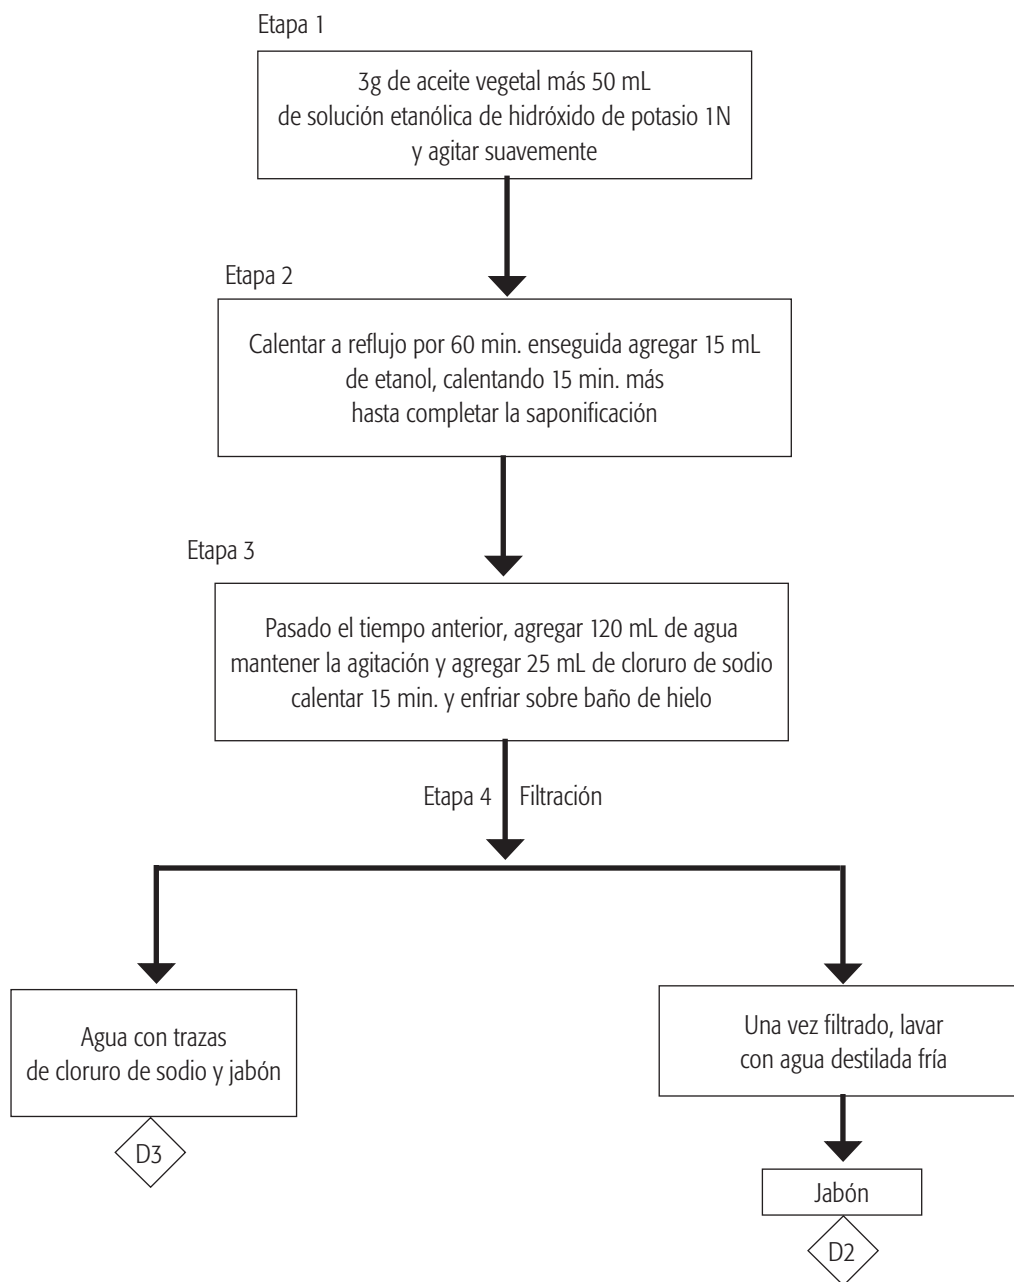 Etapa 1
3g de aceite vegetal más 50 mL
de solución etanólica de hidróxido de potasio 1N
y agitar suavemente
Etapa 2
Calentar a reflujo por 60 min. enseguida agregar 15 mL
de etanol, calentando 15 min. más
hasta completar la saponificación
Etapa 3
Pasado el tiempo anterior, agregar 120 mL de agua
mantener la agitación y agregar 25 mL de cloruro de sodio
calentar 15 min. y enfriar sobre baño de hielo
Etapa 4 Filtración
Agua con trazas
de cloruro de sodio y jabón
D3
Una vez filtrado, lavar
con agua destilada fría
Jabón
D2